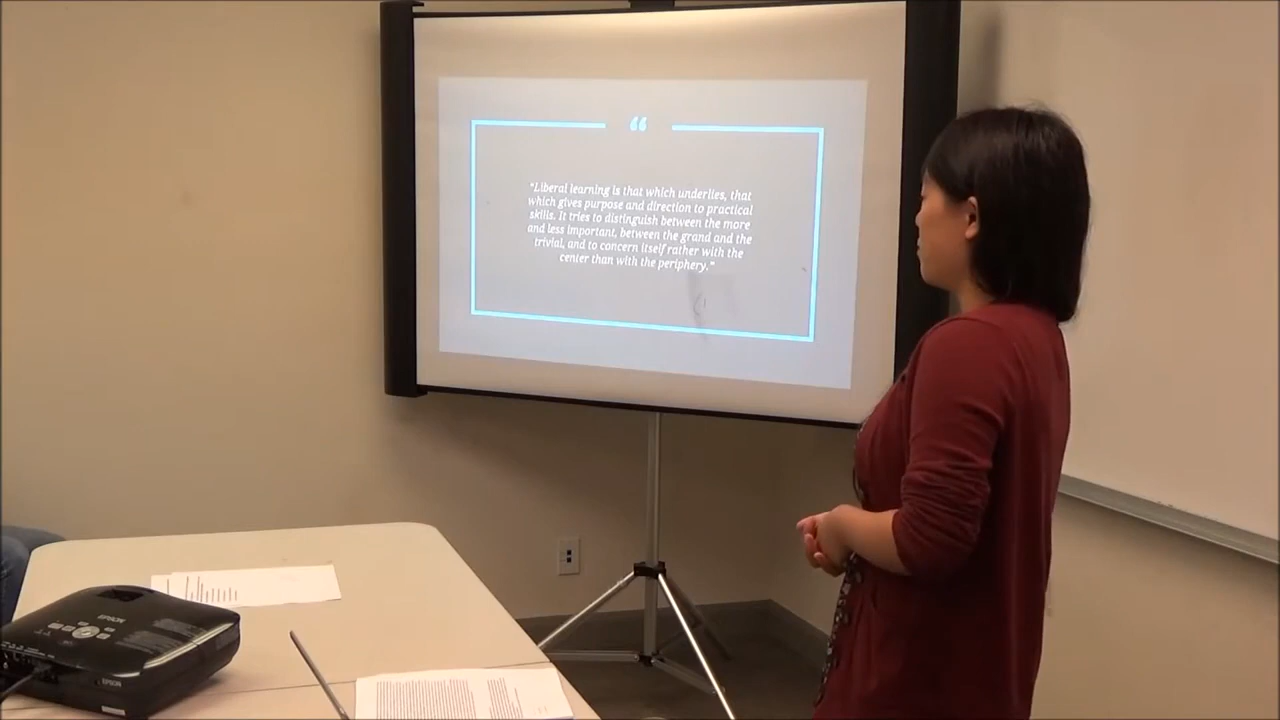 “
“Liberal learning is that which underlies, that
which gives purpose and direction to practical
skills. It tries to distinguish between the more
and less important, between the grand and the
trivial, and to concern itself rather with the
center than with the periphery.”
EPSON
EPSON